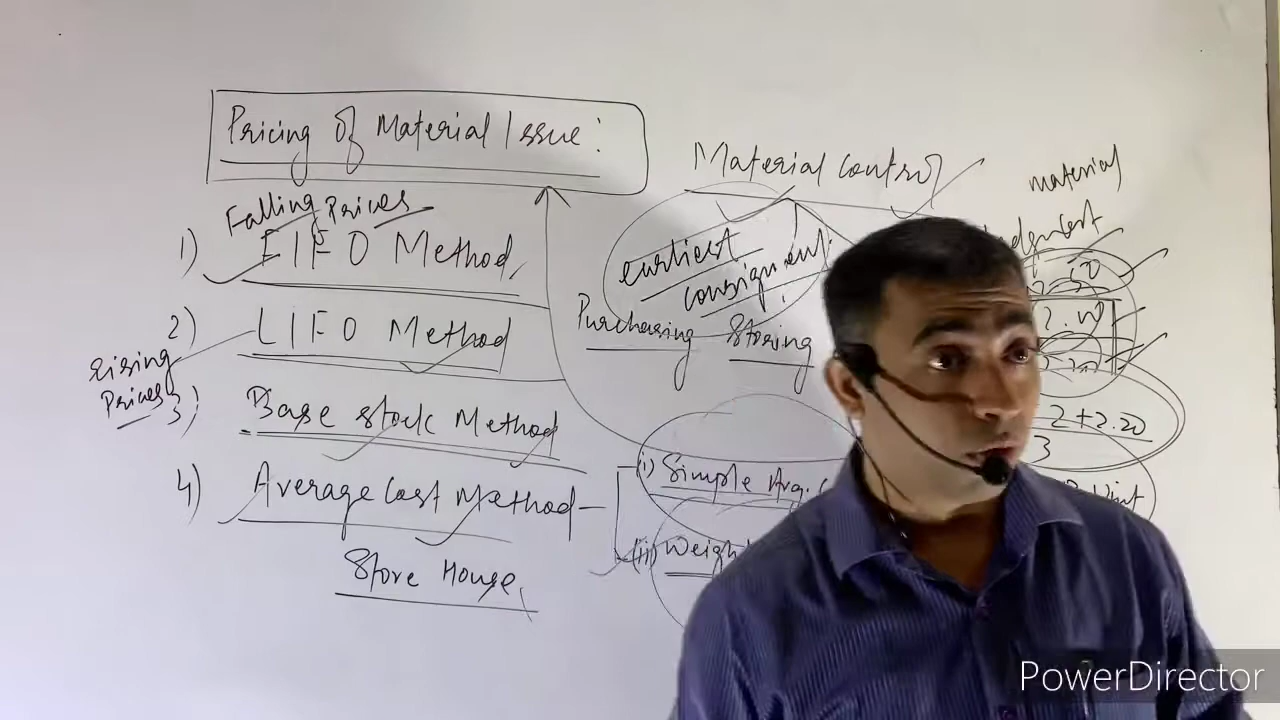 Pricing of Material Issue:
Falling Prices
1) FIFO Method
2) LIFO Method
Rising Prices
3) Base stock Method
4) Average Cost Method
Store House
Material control
earliest
consignment
Purchasing Storing
(i) Simple Avg.
(ii) Weigh
material
2+2.20
3
PowerDirector